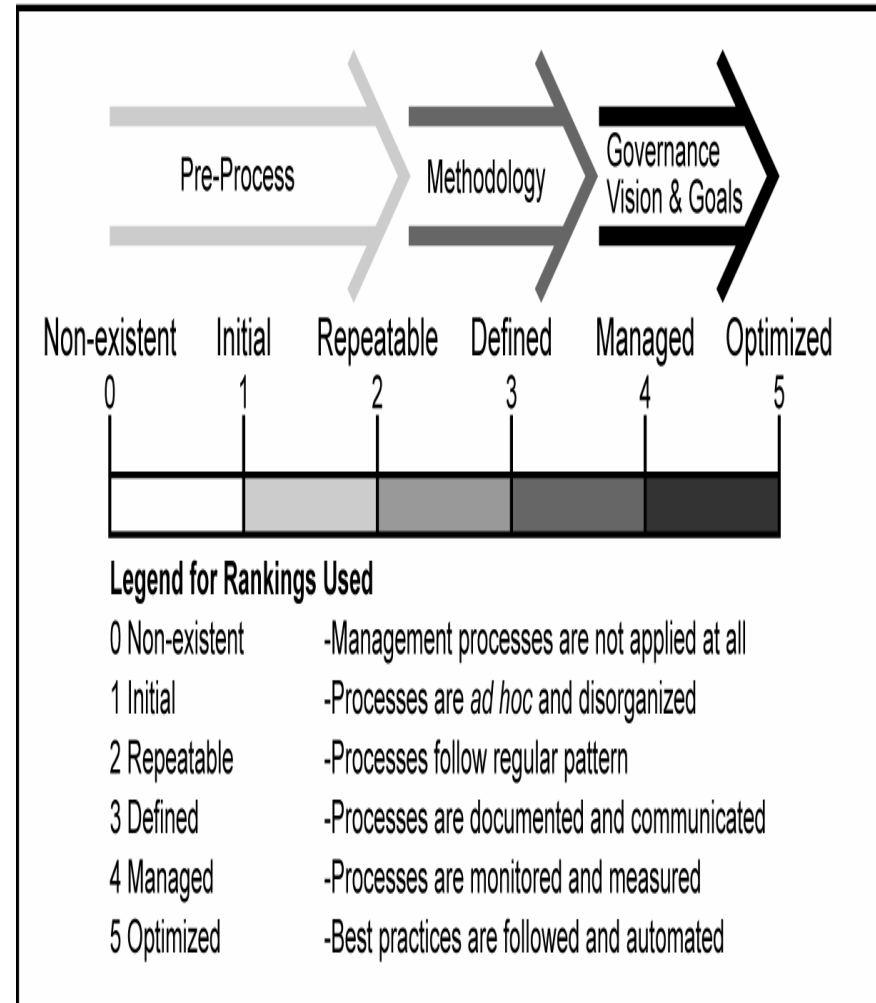 Pre-Process
Methodology
Governance
Vision & Goals
Non-existent Initial Repeatable Defined Managed Optimized
0 1 2 3 4 5
Legend for Rankings Used
0 Non-existent -Management processes are not applied at all
1 Initial -Processes are ad hoc and disorganized
2 Repeatable -Processes follow regular pattern
3 Defined -Processes are documented and communicated
4 Managed -Processes are monitored and measured
5 Optimized -Best practices are followed and automated